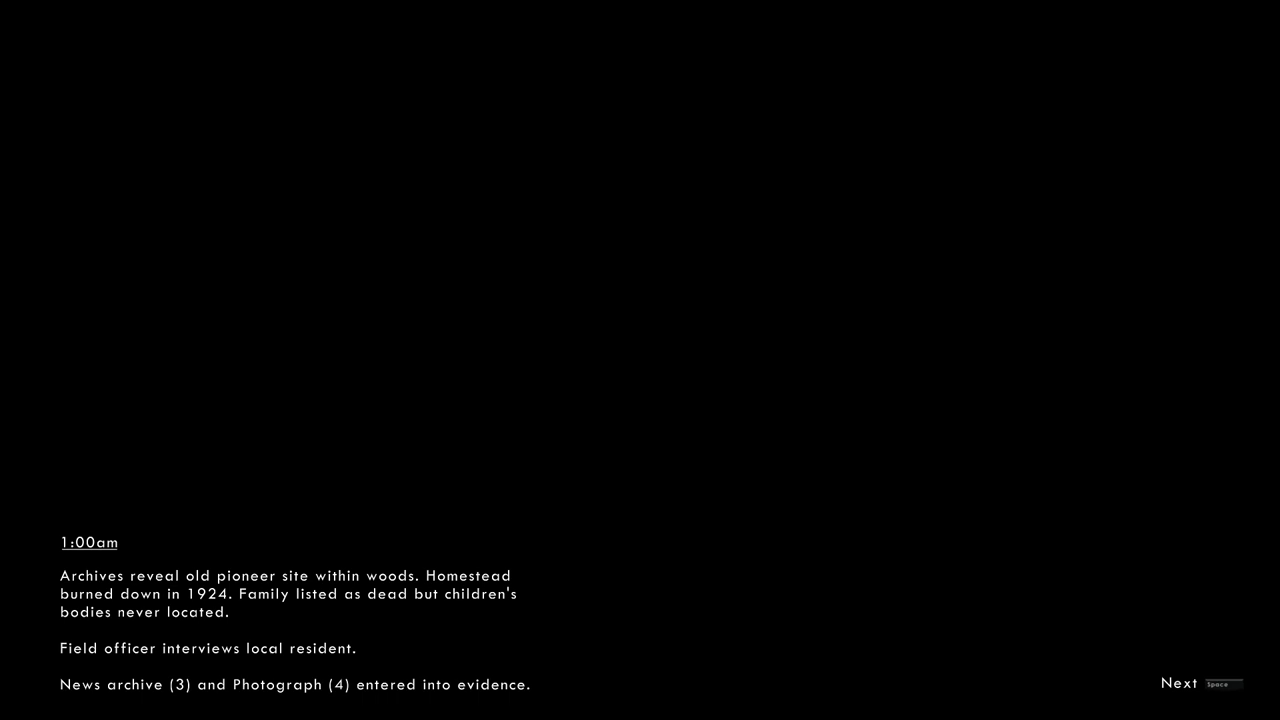 1:00am
Archives reveal old pioneer site within woods. Homestead
burned down in 1924. Family listed as dead but children's
bodies never located.
Field officer interviews local resident.
News archive (3) and Photograph (4) entered into evidence.
Next Space